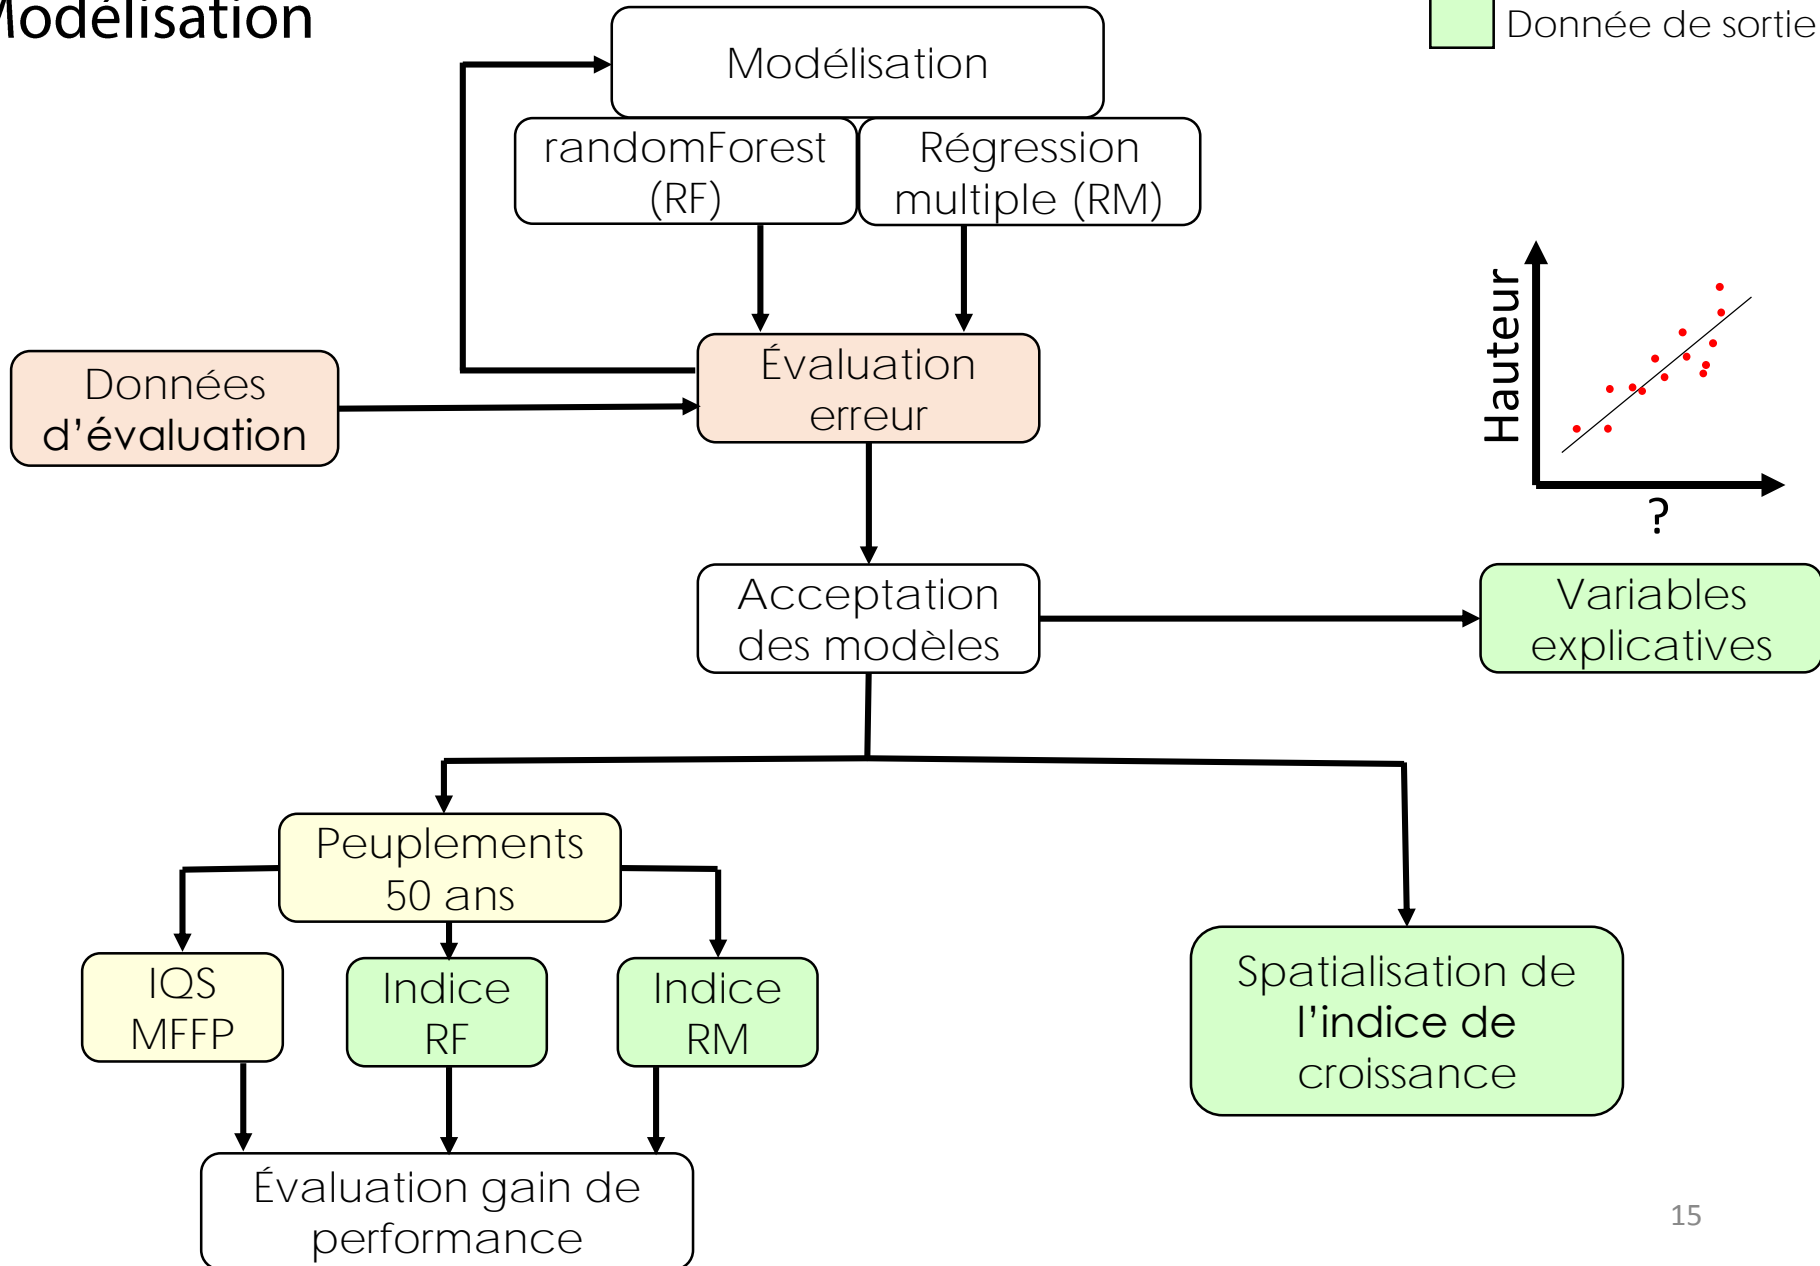 Modélisation
Donnée de sortie
Modélisation
randomForest
(RF)
Régression
multiple (RM)
Données
d'évaluation
Évaluation
erreur
Hauteur
?
Acceptation
des modèles
Variables
explicatives
Peuplements
50 ans
IQS
MFFP
Indice
RF
Indice
RM
Spatialisation de
l'indice de
croissance
Évaluation gain de
performance
15